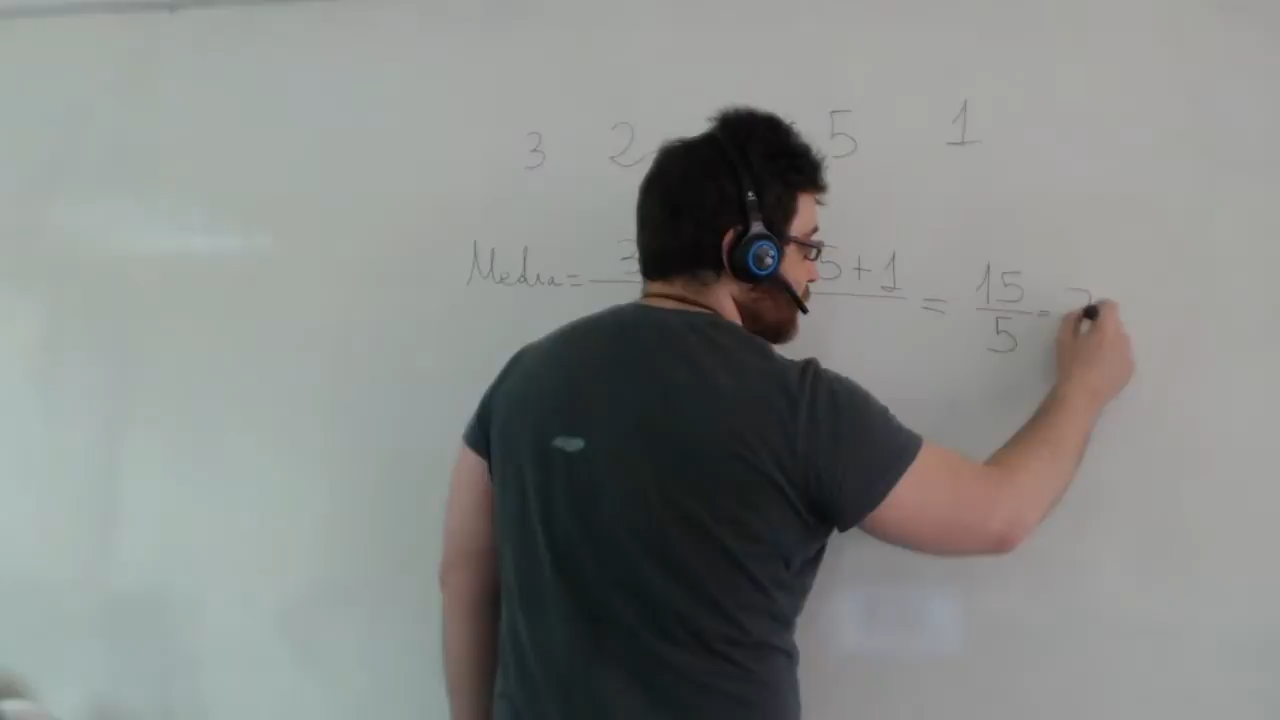 3 2 5 1
Media = 3 5 + 1 = 15/5 =